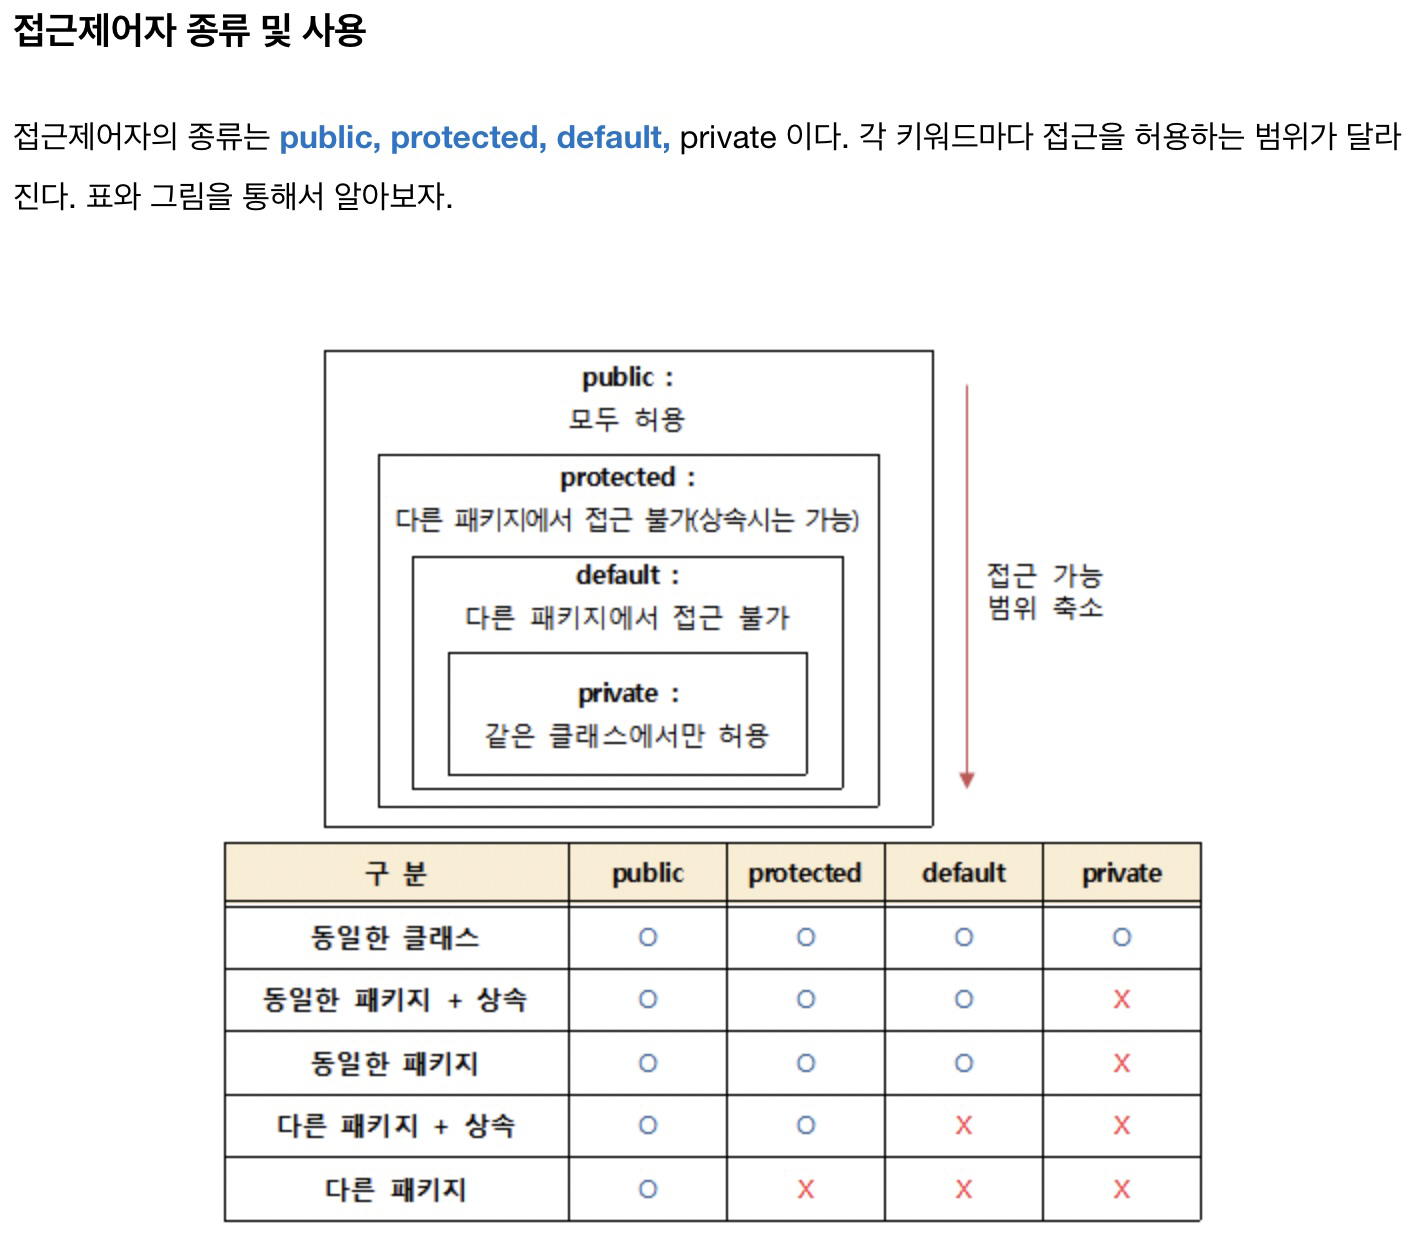 접근제어자 종류 및 사용
접근제어자의 종류는 public, protected, default, private 이다. 각 키워드마다 접근을 허용하는 범위가 달라
진다. 표와 그림을 통해서 알아보자.
public :
모두 허용
protected :
다른 패키지에서 접근 불가(상속시는 가능)
default :
다른 패키지에서 접근 불가
private :
같은 클래스에서만 허용
접근 가능
범위 축소
구 분 public protected default private
동일한 클래스 O O O O
동일한 패키지 + 상속 O O O X
동일한 패키지 O O O X
다른 패키지 + 상속 O O X X
다른 패키지 O X X X